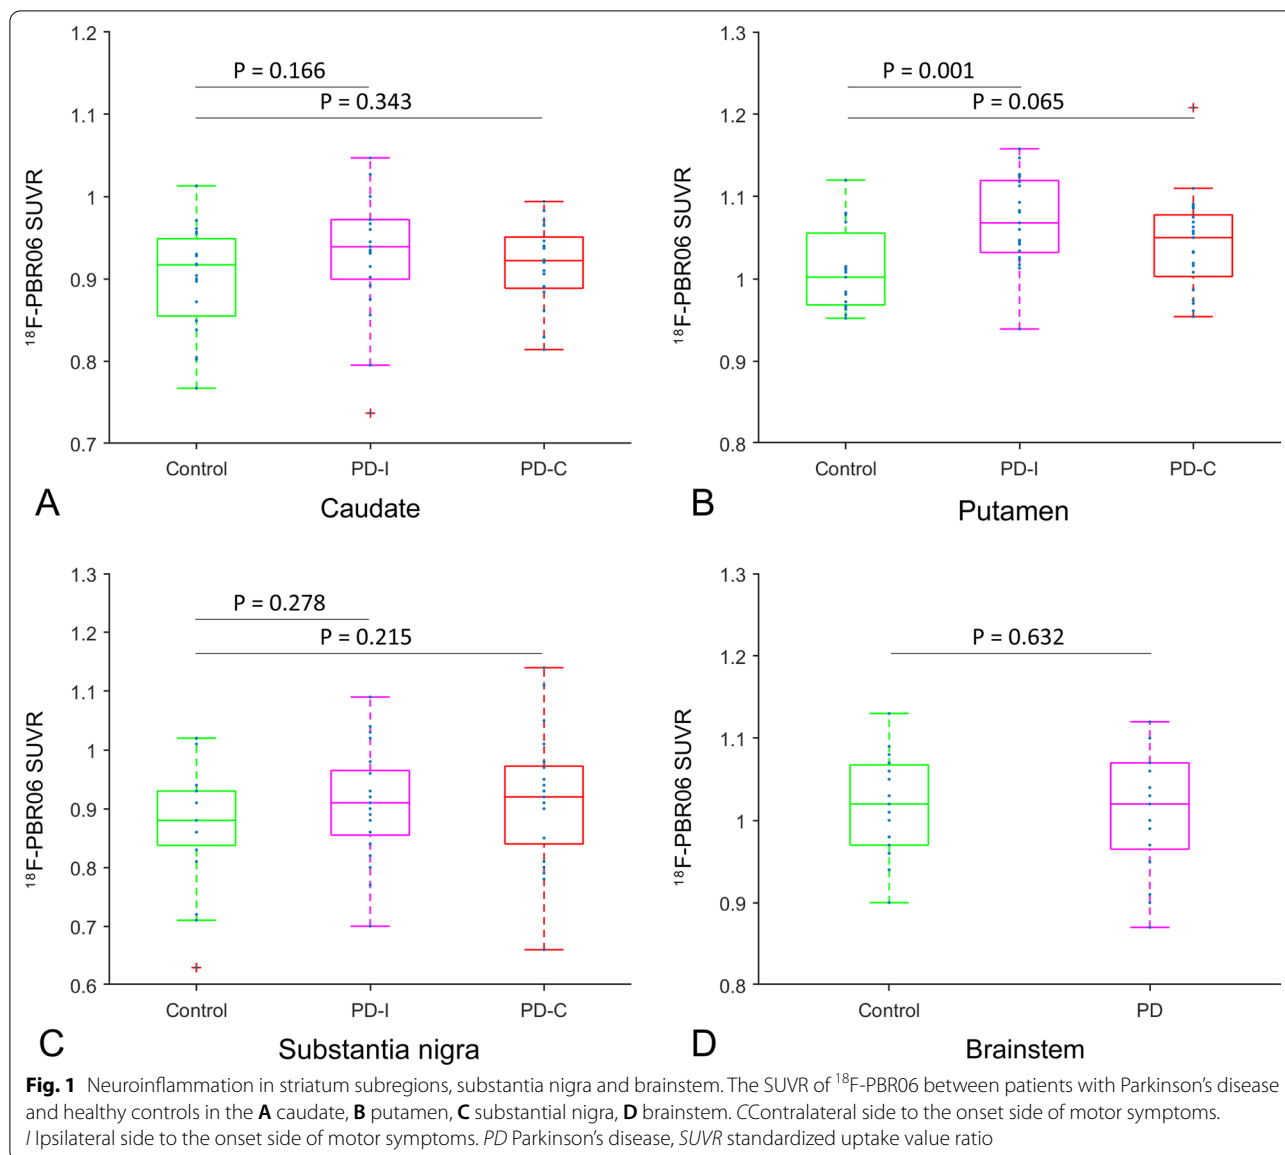 1.2
1.1
1
0.9
0.8
0.7
¹⁸F-PBR06 SUVR
P = 0.166
P = 0.343
Control PD-I PD-C
A Caudate
1.3
1.2
1.1
1
0.9
0.8
¹⁸F-PBR06 SUVR
P = 0.001
P = 0.065
Control PD-I PD-C
B Putamen
1.3
1.2
1.1
1
0.9
0.8
0.7
0.6
¹⁸F-PBR06 SUVR
P = 0.278
P = 0.215
Control PD-I PD-C
C Substantia nigra
1.3
1.2
1.1
1
0.9
0.8
¹⁸F-PBR06 SUVR
P = 0.632
Control PD
D Brainstem
Fig. 1 Neuroinflammation in striatum subregions, substantia nigra and brainstem. The SUVR of ¹⁸F-PBR06 between patients with Parkinson's disease
and healthy controls in the A caudate, B putamen, C substantial nigra, D brainstem. CContralateral side to the onset side of motor symptoms.
I Ipsilateral side to the onset side of motor symptoms. PD Parkinson's disease, SUVR standardized uptake value ratio